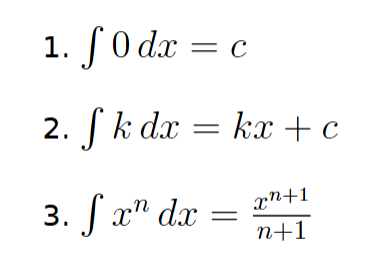 1. ∫ 0 dx = c
2. ∫ k dx = kx + c
3. ∫ xⁿ dx = xⁿ⁺¹/n+1